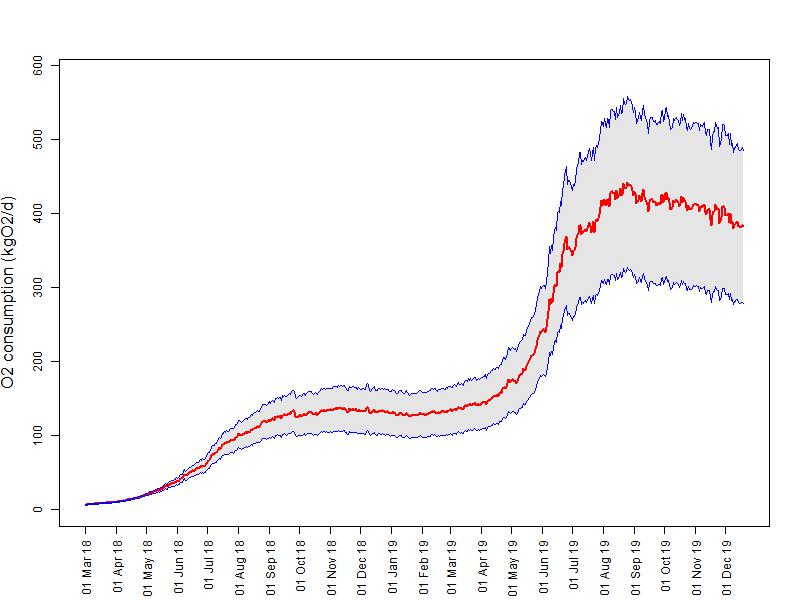 O2 consumption (kgO2/d)
600
500
400
300
200
100
0
01 Mar 18
01 Apr 18
01 May 18
01 Jun 18
01 Jul 18
01 Aug 18
01 Sep 18
01 Oct 18
01 Nov 18
01 Dec 18
01 Jan 19
01 Feb 19
01 Mar 19
01 Apr 19
01 May 19
01 Jun 19
01 Jul 19
01 Aug 19
01 Sep 19
01 Oct 19
01 Nov 19
01 Dec 19